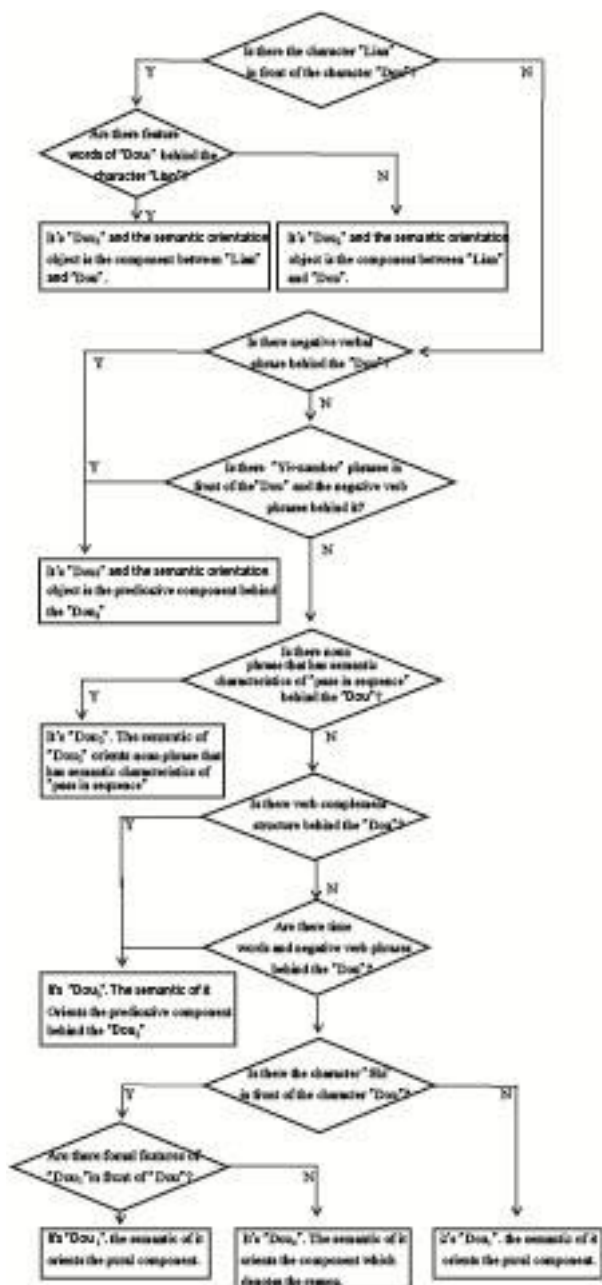 Is there the character "Lian"
in front of the character "Dou"?
Y
N
Are there feature
words of "Dou" behind the
character "Lian"?
N
Y
It's "Dou" and the semantic orientation
object is the component between "Lian"
and "Dou".
It's "Dou" and the semantic orientation
object is the component between "Lian"
and "Dou".
Is there negative verbal
phrase behind the "Dou"?
Y
N
Is there "Yi-number" phrases in
front of the "Dou" and the negative verb
phrases behind it?
Y
N
It's "Dou" and the semantic orientation
object is the predicative component behind
the "Dou"
Is there noun
phrase that has semantic
characteristics of "pass in sequence"
behind the "Dou"?
Y
N
It's "Dou". The semantic of
"Dou" orients noun phrase that
has semantic characteristics of
"pass in sequence"
Is there verb complement
structure behind the "Dou"?
Y
N
Are there time
words and negative verb phrases
behind the "Dou"?
It's "Dou". The semantic of it
Orients the predicative component
behind the "Dou"
Is there the character
in front of the character "Dou"?
Y
N
Are there formal features of
"Dou" in front of "Dou"?
N
It's "Dou". the semantic of it
orients the pural component.
It's "Dou". The semantic of it
orients the component which
denotes the
it's "Dou". the semantic of it
orients the pural component.